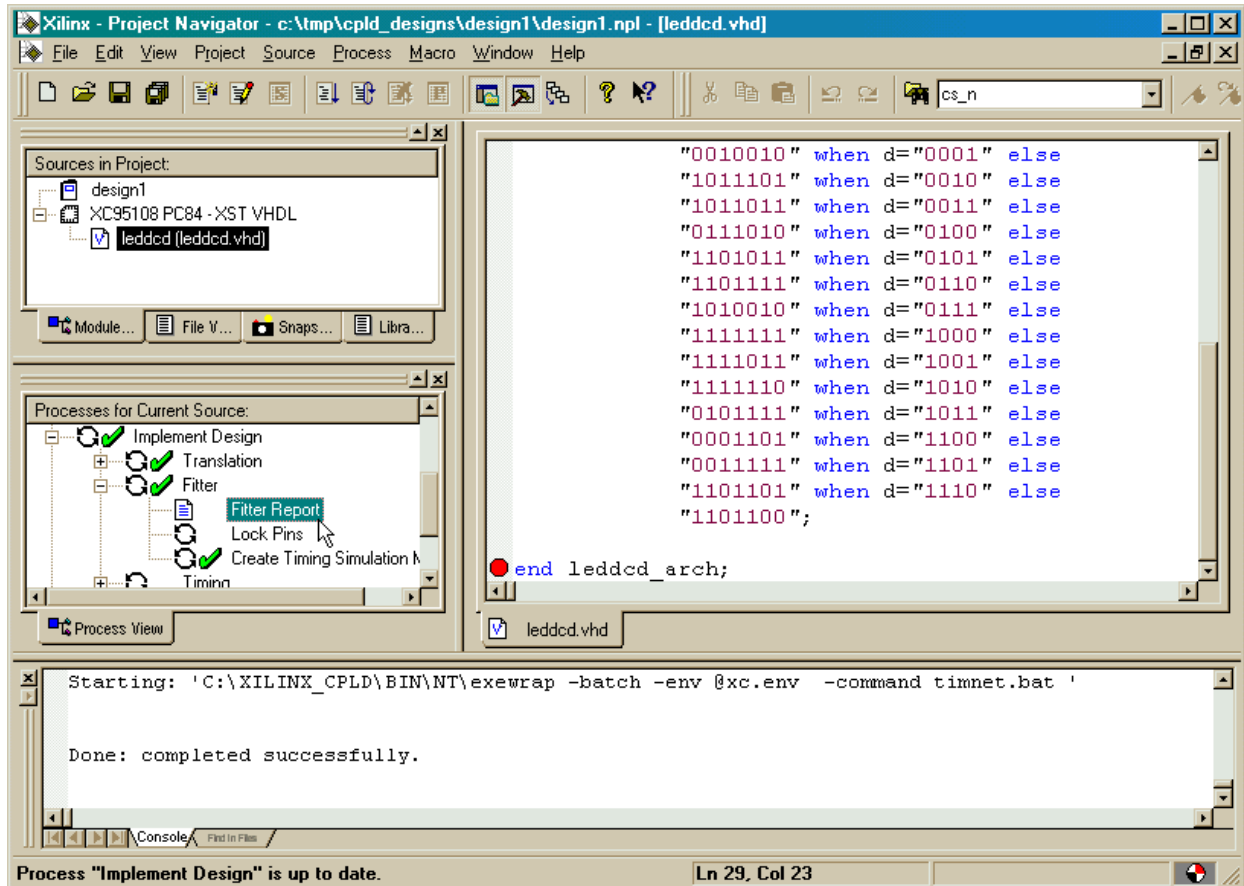 Xilinx - Project Navigator - c:\tmp\cpld_designs\design1\design1.npl - [leddcd.vhd]
File Edit View Project Source Process Macro Window Help
cs_n
Sources in Project:
design1
XC95108 PC84 - XST VHDL
leddcd (leddcd.vhd)
Module... File V... Snaps... Libra...
Processes for Current Source:
Implement Design
Translation
Fitter
Fitter Report
Lock Pins
Create Timing Simulation M
Timing
Process View
"0010010" when d="0001" else
"1011101" when d="0010" else
"1011011" when d="0011" else
"0111010" when d="0100" else
"1101011" when d="0101" else
"1101111" when d="0110" else
"1010010" when d="0111" else
"1111111" when d="1000" else
"1111011" when d="1001" else
"1111110" when d="1010" else
"0101111" when d="1011" else
"0001101" when d="1100" else
"0011111" when d="1101" else
"1101101" when d="1110" else
"1101100";
end leddcd_arch;
leddcd.vhd
Starting: 'C:\XILINX_CPLD\BIN\NT\exewrap -batch -env @xc.env -command timnet.bat '
Done: completed successfully.
Console Find in Files
Process "Implement Design" is up to date. Ln 29, Col 23